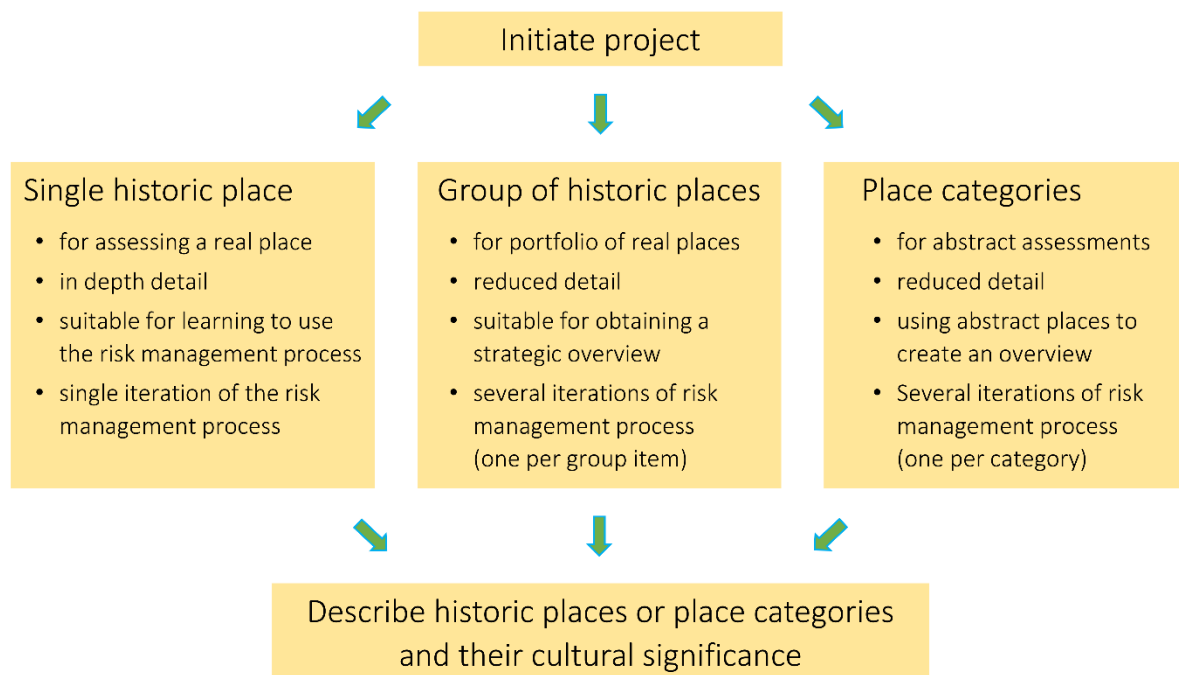 Initiate project
Single historic place
• for assessing a real place
• in depth detail
• suitable for learning to use
the risk management process
• single iteration of the risk
management process
Group of historic places
• for portfolio of real places
• reduced detail
• suitable for obtaining a
strategic overview
• several iterations of risk
management process
(one per group item)
Place categories
• for abstract assessments
• reduced detail
• using abstract places to
create an overview
• Several iterations of risk
management process
(one per category)
Describe historic places or place categories
and their cultural significance